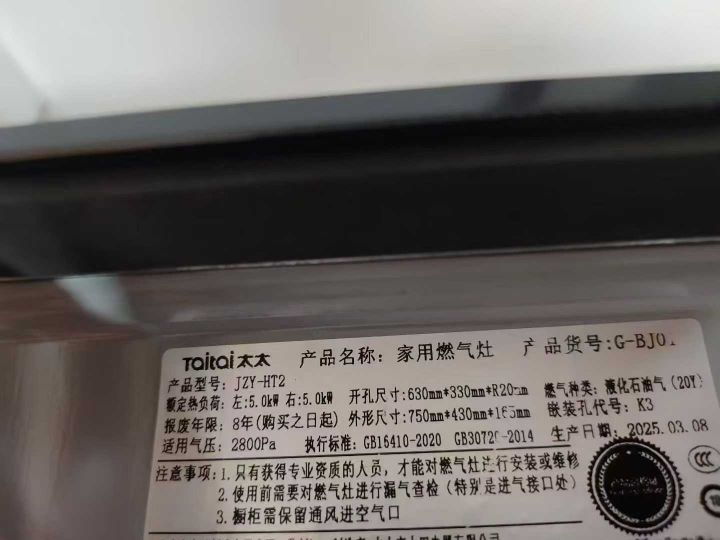 Taitai 太太 产品名称: 家用燃气灶 产品货号:G-BJ01
产品型号: JZY-HT2
额定热负荷: 左:5.0kW 右:5.0kW 开孔尺寸:630mm*330mm*R20mm 燃气种类: 液化石油气(20Y)
报废年限: 8年(购买之日起) 外形尺寸:750mm*430mm*165mm 嵌装孔代号: K3
适用气压: 2800Pa 执行标准: GB16410-2020 GB30720-2014 生产日期: 2025.03.08
注意事项:1.只有获得专业资质的人员,才能对燃气灶进行安装或维修
2.使用前需要对燃气灶进行漏气查检(特别是进气接口处)
3.橱柜需保留通风进空气口
CCC